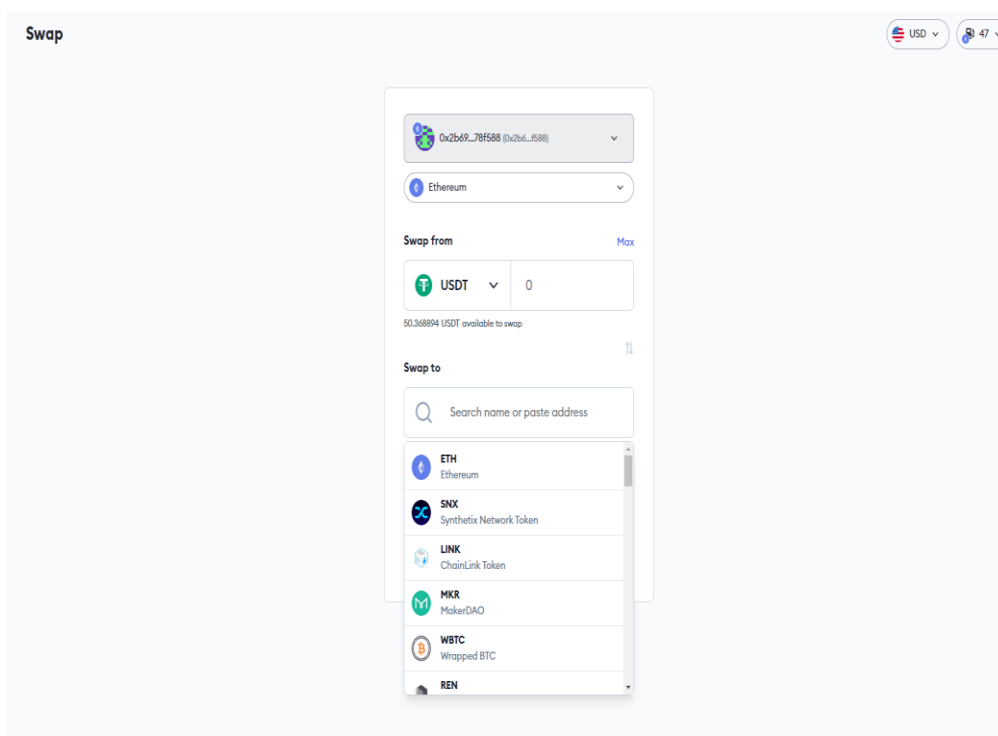 Swap
USD
47
0x2b69...78f588 (0x2b6...f588)
Ethereum
Swap from
Max
USDT
0
50.368894 USDT available to swap
Swap to
Search name or paste address
ETH
Ethereum
SNX
Synthetix Network Token
LINK
ChainLink Token
MKR
MakerDAO
WBTC
Wrapped BTC
REN